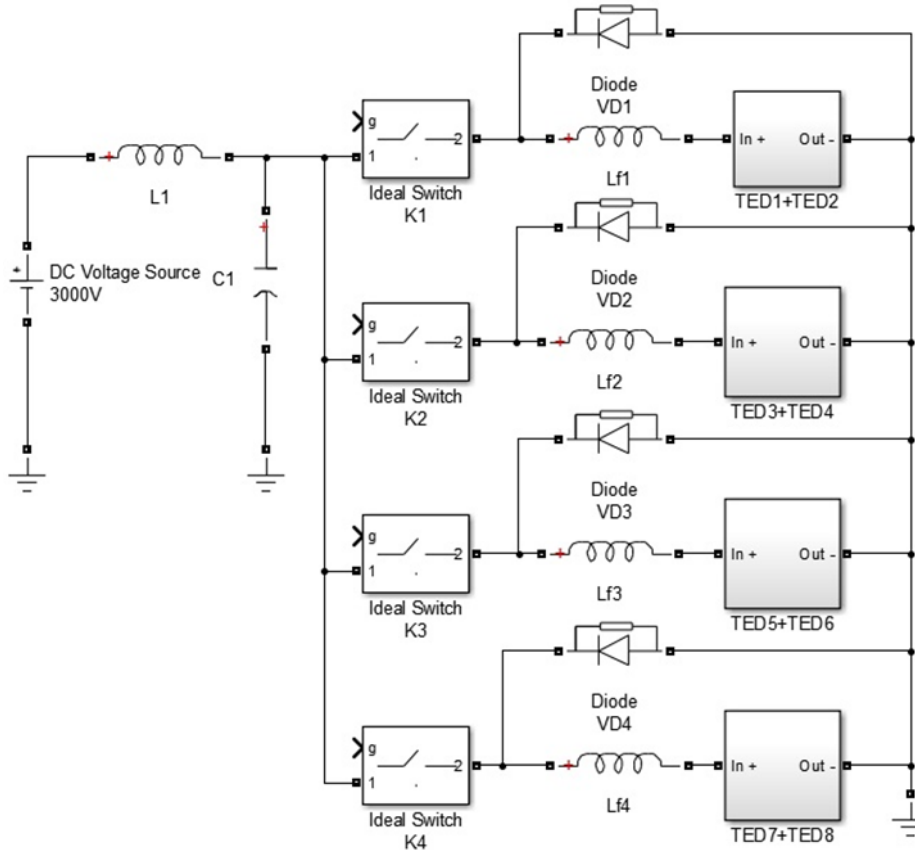 Diode
VD1
g
1
2
Ideal Switch
K1
Lf1
In +
Out -
TED1+TED2
L1
DC Voltage Source
3000V
C1
Diode
VD2
g
1
2
Ideal Switch
K2
Lf2
In +
Out -
TED3+TED4
Diode
VD3
g
1
2
Ideal Switch
K3
Lf3
In +
Out -
TED5+TED6
Diode
VD4
g
1
2
Ideal Switch
K4
Lf4
In +
Out -
TED7+TED8